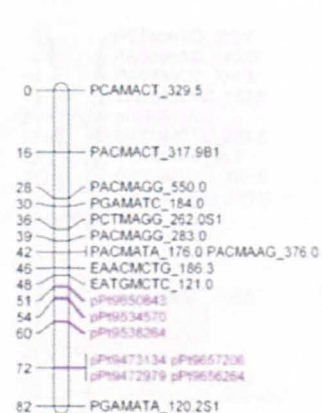 0 PCAMACT_329.5
16 PACMACT_317.9B1
28 PACMAGG_550.0
30 PGAMATC_184.0
36 PCTMAGG_262.0S1
39 PACMAGG_283.0
42 PACMATA_176.0 PACMAAG_376.0
46 EAACMCTG_186.3
48 EATGMCTC_121.0
51 pPt9650843
54 pPt9534570
60 pPt9538264
72 pPt9473134 pPt9657206
pPt9472979 pPt9656264
82 PGAMATA_120.2S1